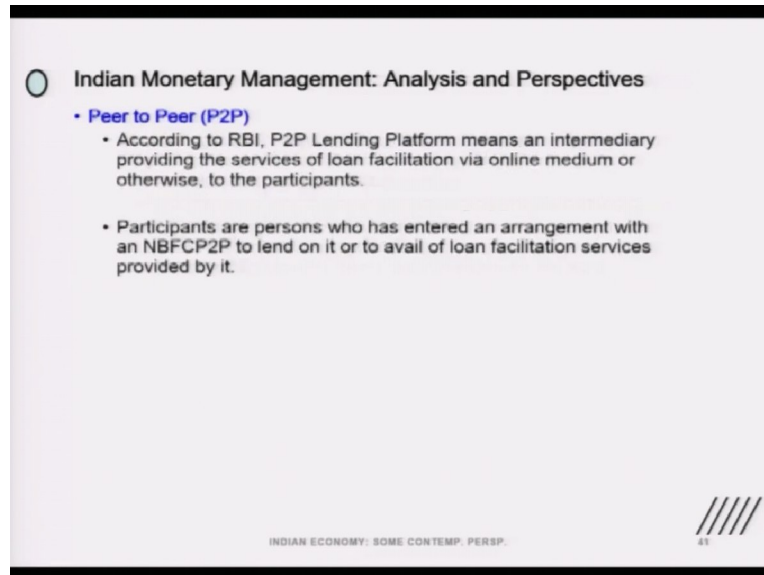 Indian Monetary Management: Analysis and Perspectives
• Peer to Peer (P2P)
• According to RBI, P2P Lending Platform means an intermediary
providing the services of loan facilitation via online medium or
otherwise, to the participants.
• Participants are persons who has entered an arrangement with
an NBFCP2P to lend on it or to avail of loan facilitation services
provided by it.
INDIAN ECONOMY: SOME CONTEMP. PERSP.
41